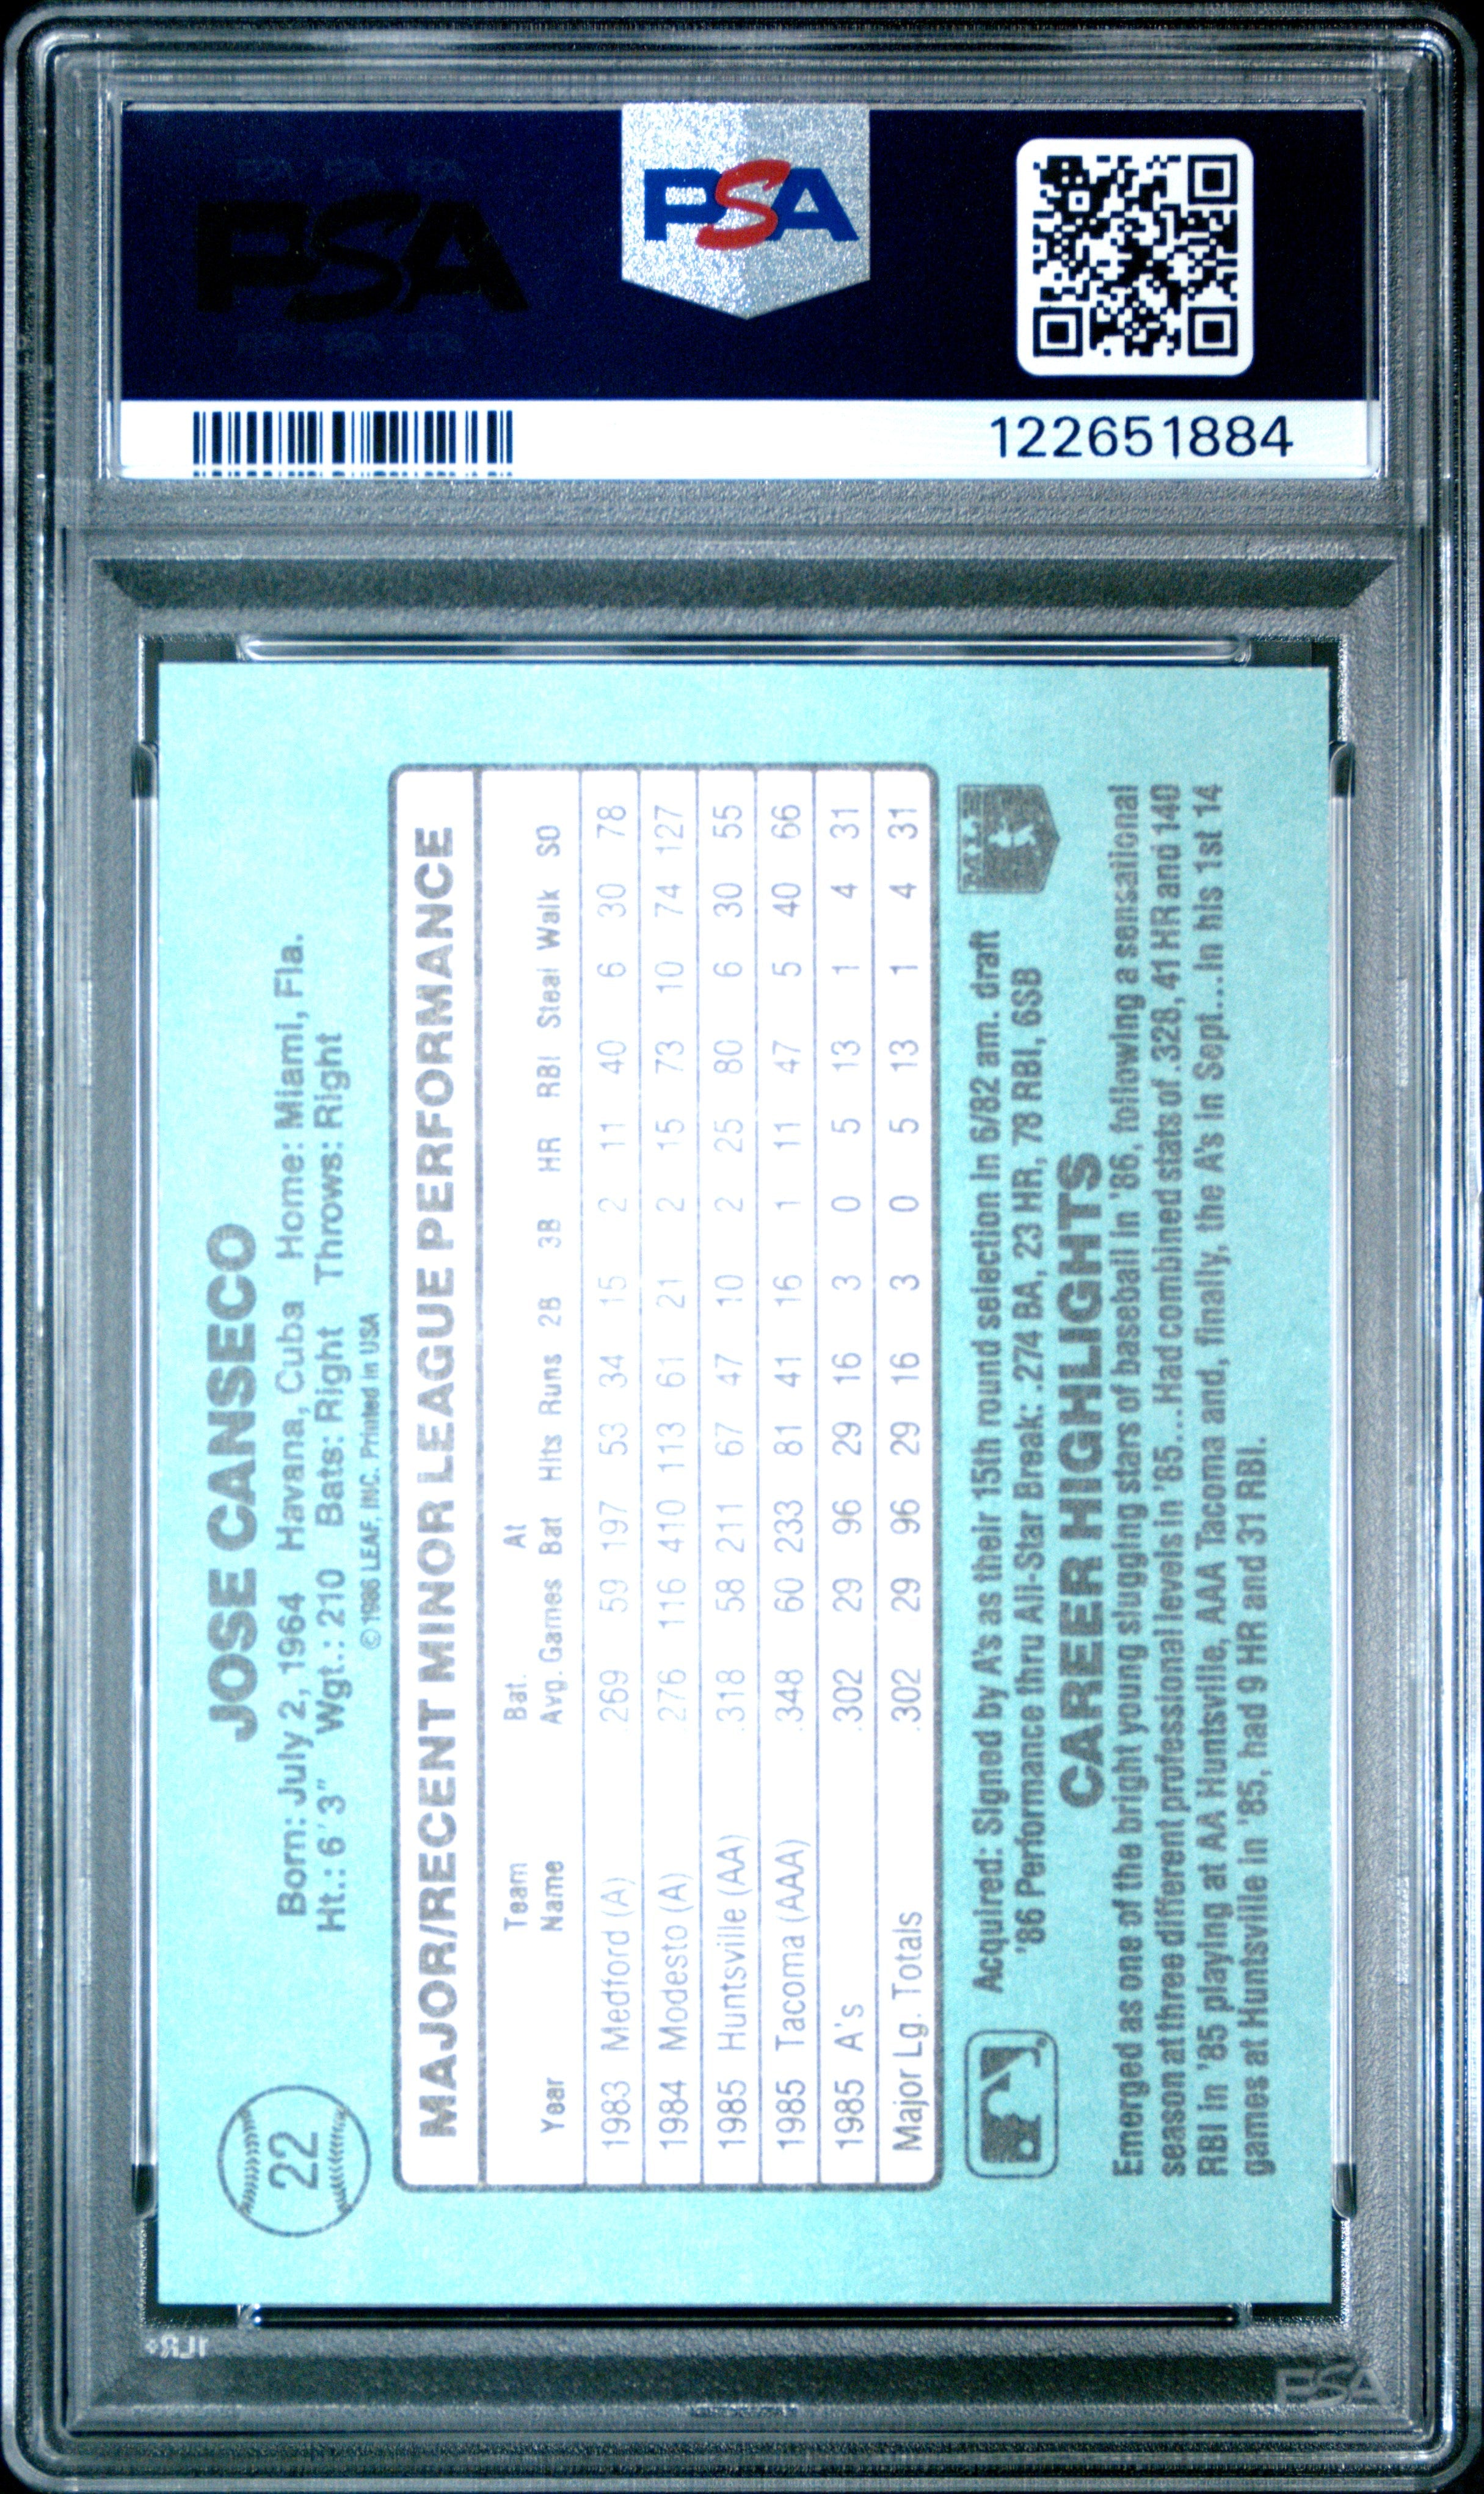 PSA
PSA
122651884
22
JOSE CANSECO
Born: July 2, 1964 Havana, Cuba Home: Miami, Fla.
Ht.: 6'3" Wgt.: 210 Bats: Right Throws: Right
©1986 LEAF, INC. Printed in USA
MAJOR/RECENT MINOR LEAGUE PERFORMANCE
Team Bat. At
Year Name Avg. Games Bat Hits Runs 2B 3B HR RBI Steal Walk SO
1983 Medford (A) .269 59 197 53 34 15 2 11 40 6 30 78
1984 Modesto (A) .276 116 410 113 61 21 2 15 73 10 74 127
1985 Huntsville (AA) .318 58 211 67 47 10 2 25 80 6 30 55
1985 Tacoma (AAA) .348 60 233 81 41 16 1 11 47 5 40 66
1985 A's .302 29 96 29 16 3 0 5 13 1 4 31
Major Lg. Totals .302 29 96 29 16 3 0 5 13 1 4 31
Acquired: Signed by A's as their 15th round selection in 6/82 am. draft
'86 Performance thru All-Star Break: .274 BA, 23 HR, 78 RBI, 6SB
CAREER HIGHLIGHTS
Emerged as one of the bright young slugging stars of baseball in '86, following a sensational
season at three different professional levels in '85...Had combined stats of .328, 41 HR and 140
RBI in '85 playing at AA Huntsville, AAA Tacoma and, finally, the A's in Sept....In his 1st 14
games at Huntsville in '85, had 9 HR and 31 RBI.
PSA